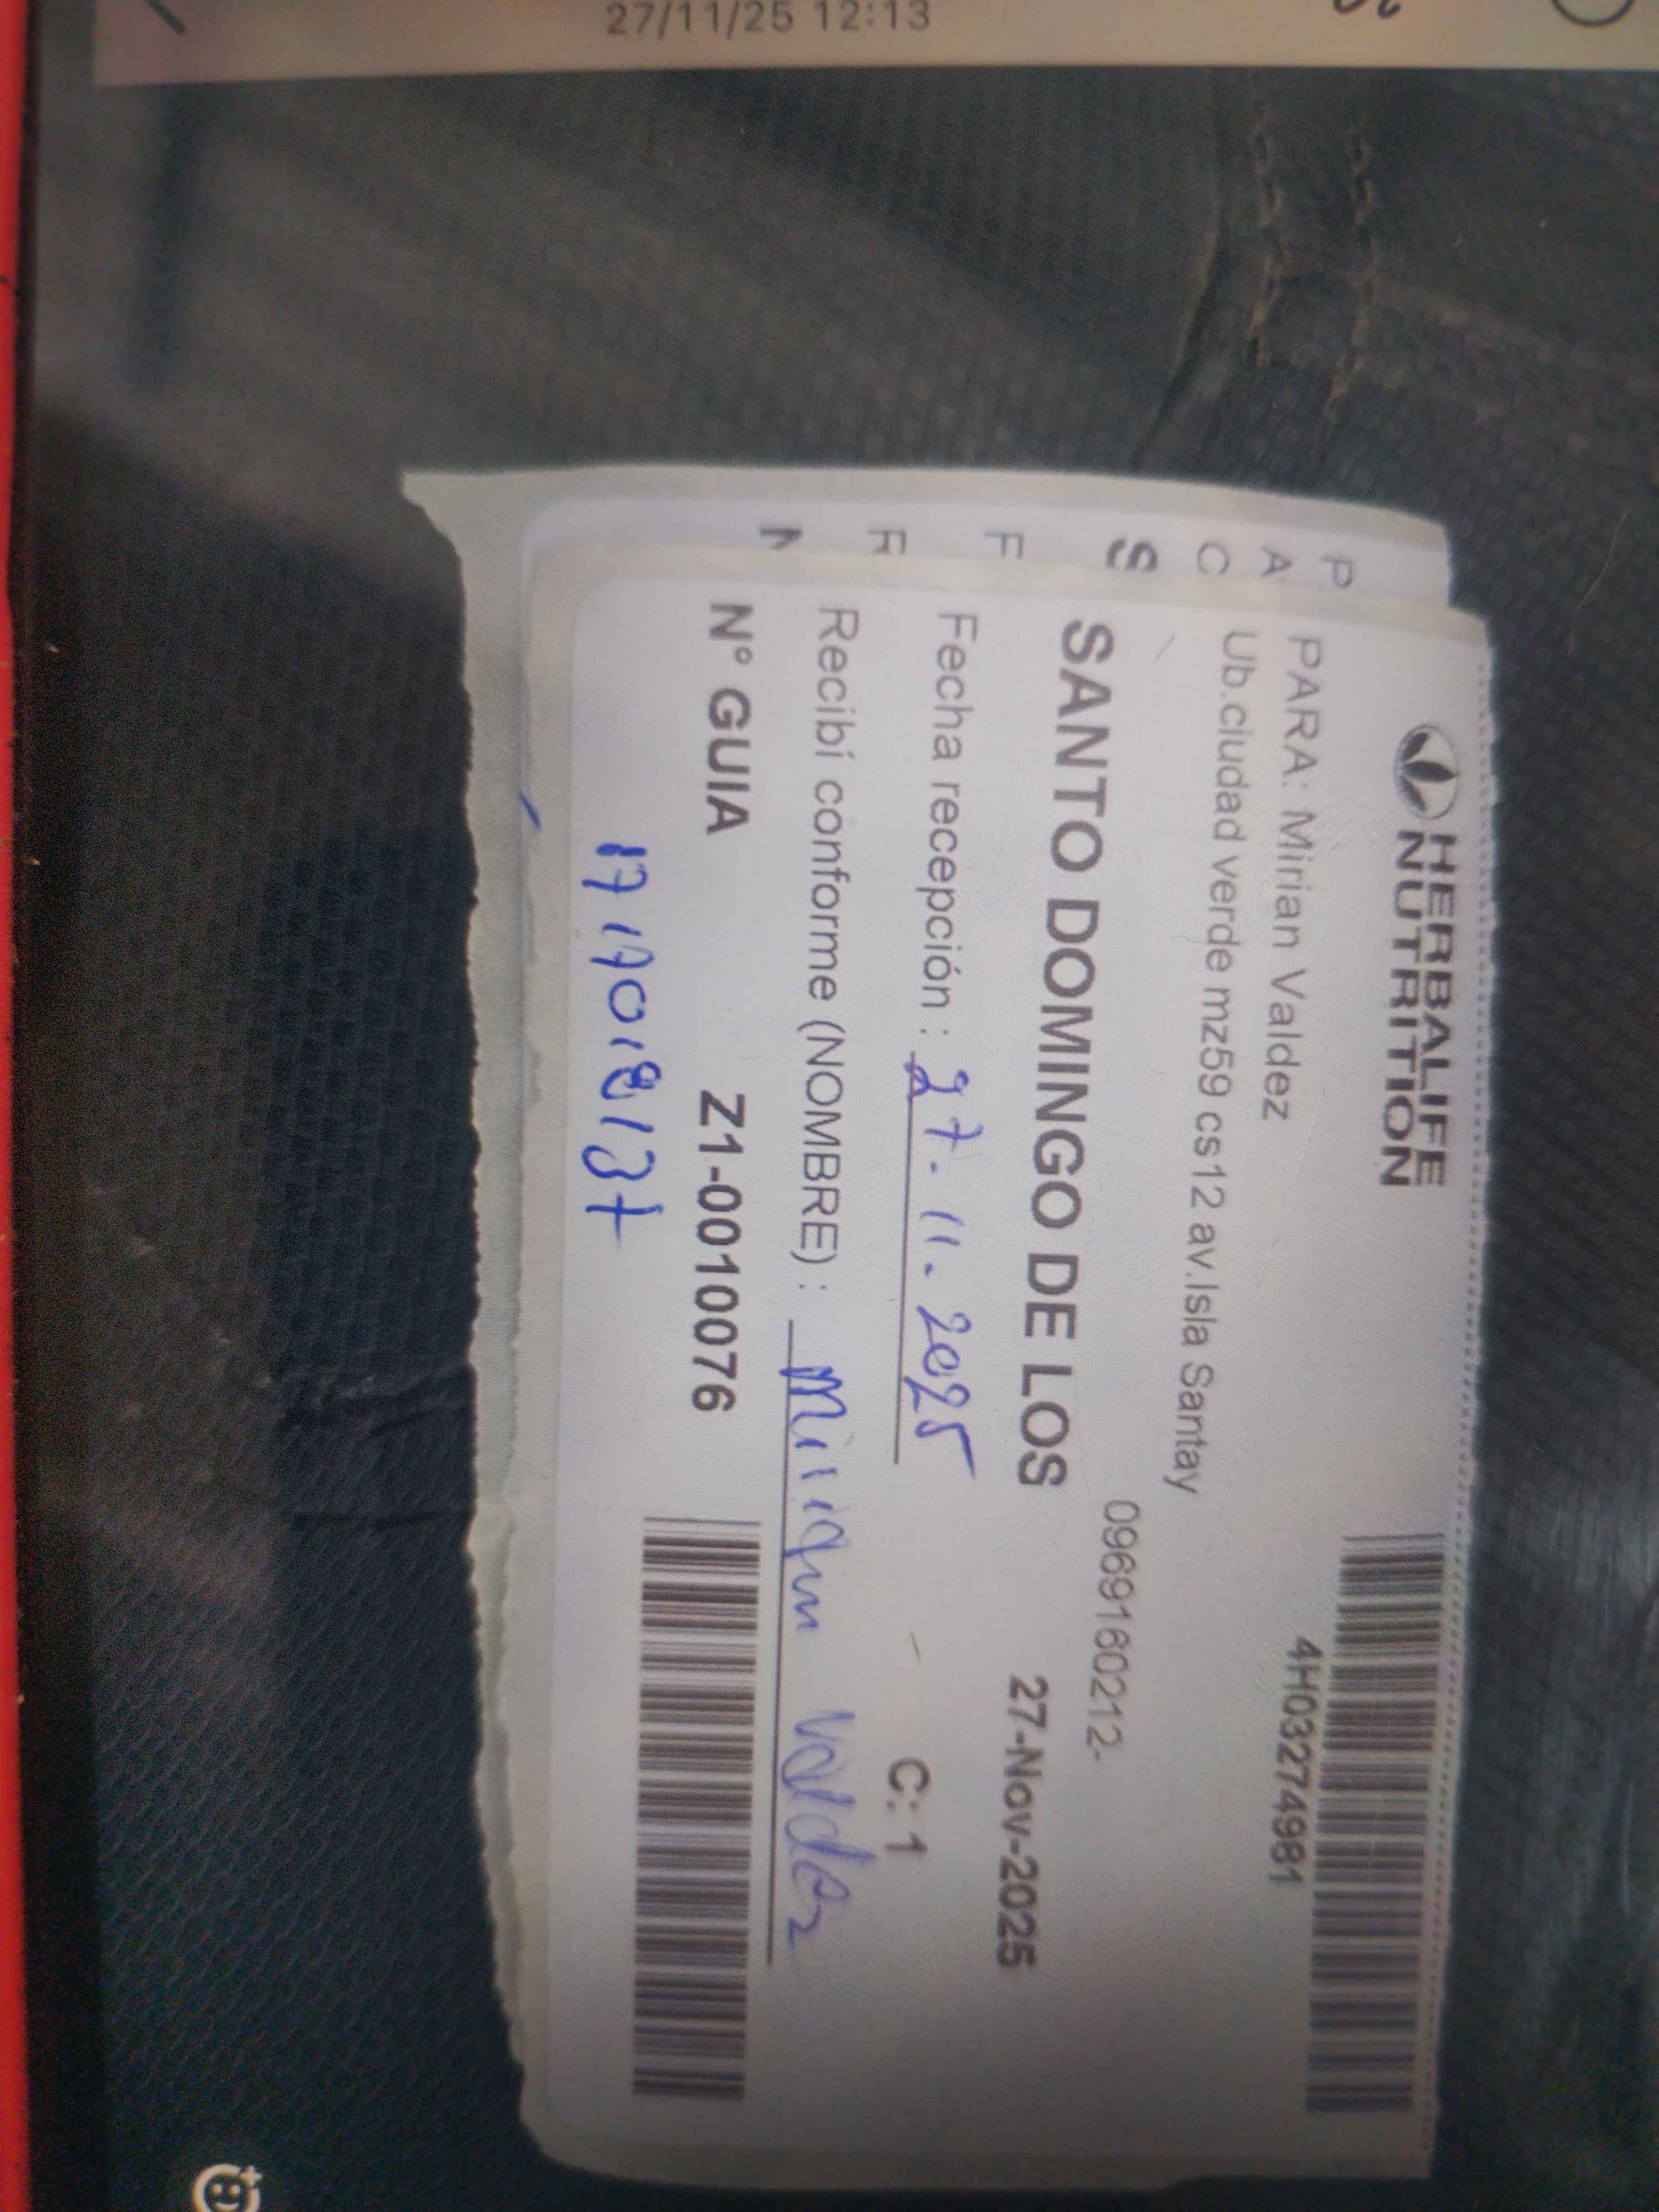 27/11/25 12:13
HERBALIFE
NUTRITION
4H03274981
P
PARA: Mirian Valdez
A
Ub.ciudad verde mz59 cs12 av.Isla Santay
C
0969160212-
S
SANTO DOMINGO DE LOS
27-Nov-2025
F
Fecha recepción : 27.11.2025
C: 1
Recibí conforme (NOMBRE) : Mirian Valdez
Nº GUIA Z1-0010076